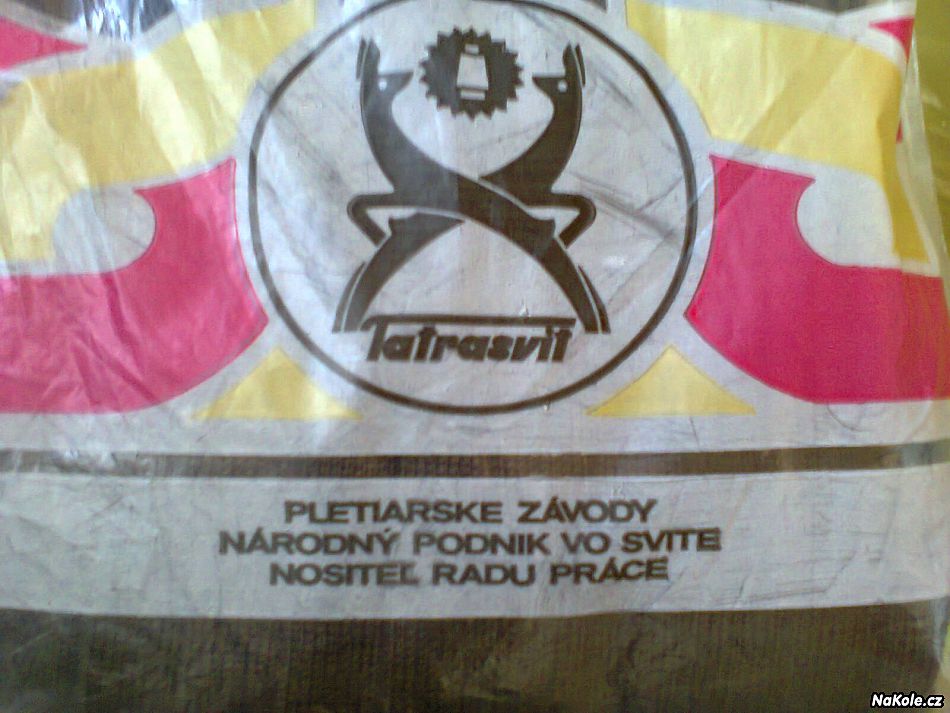 Tatrasvit
PLETIARSKE ZÁVODY
NÁRODNÝ PODNIK VO SVITE
NOSITEĽ RADU PRÁCE
NaKole.cz